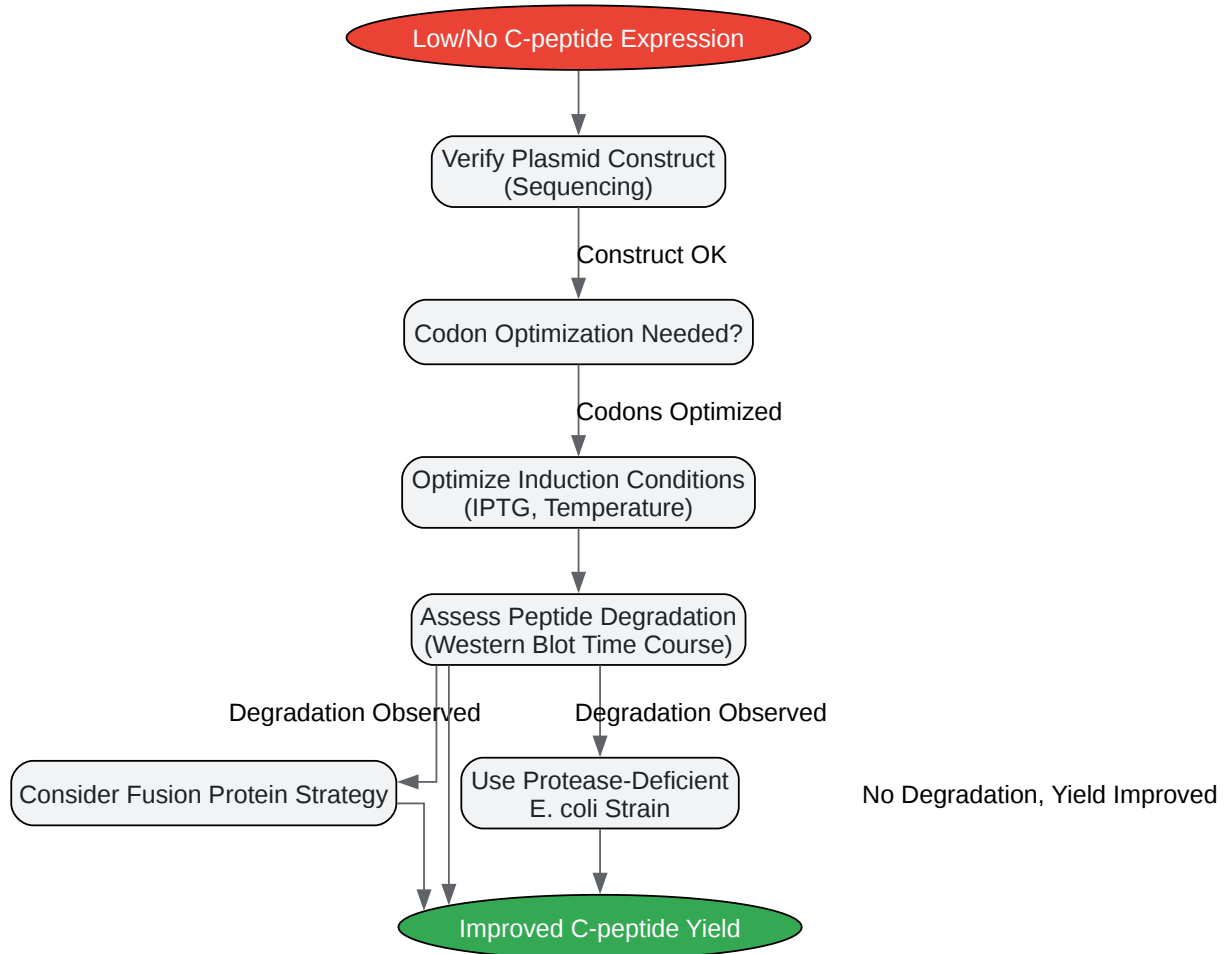 Low/No C-peptide Expression
Verify Plasmid Construct
(Sequencing)
Construct OK
Codon Optimization Needed?
Codons Optimized
Optimize Induction Conditions
(IPTG, Temperature)
Assess Peptide Degradation
(Western Blot Time Course)
Degradation Observed
Degradation Observed
Consider Fusion Protein Strategy
Use Protease-Deficient
E. coli Strain
No Degradation, Yield Improved
Improved C-peptide Yield